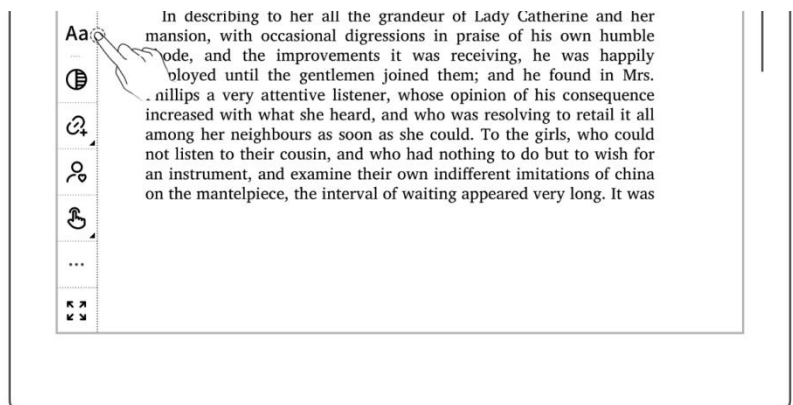 In describing to her all the grandeur of Lady Catherine and her
Aa
mansion, with occasional digressions in praise of his own humble
and the improvements it was receiving, he was happily
until the gentlemen joined them; and he found in Mrs.
a very attentive listener, whose opinion of his consequence
increased with what she heard, and who was resolving to retail it all
among her neighbours as soon as she could. To the girls, who could
not listen to their cousin, and who had nothing to do but to wish for
an instrument, and examine their own indifferent imitations of china
on the mantelpiece, the interval of waiting appeared very long. It was